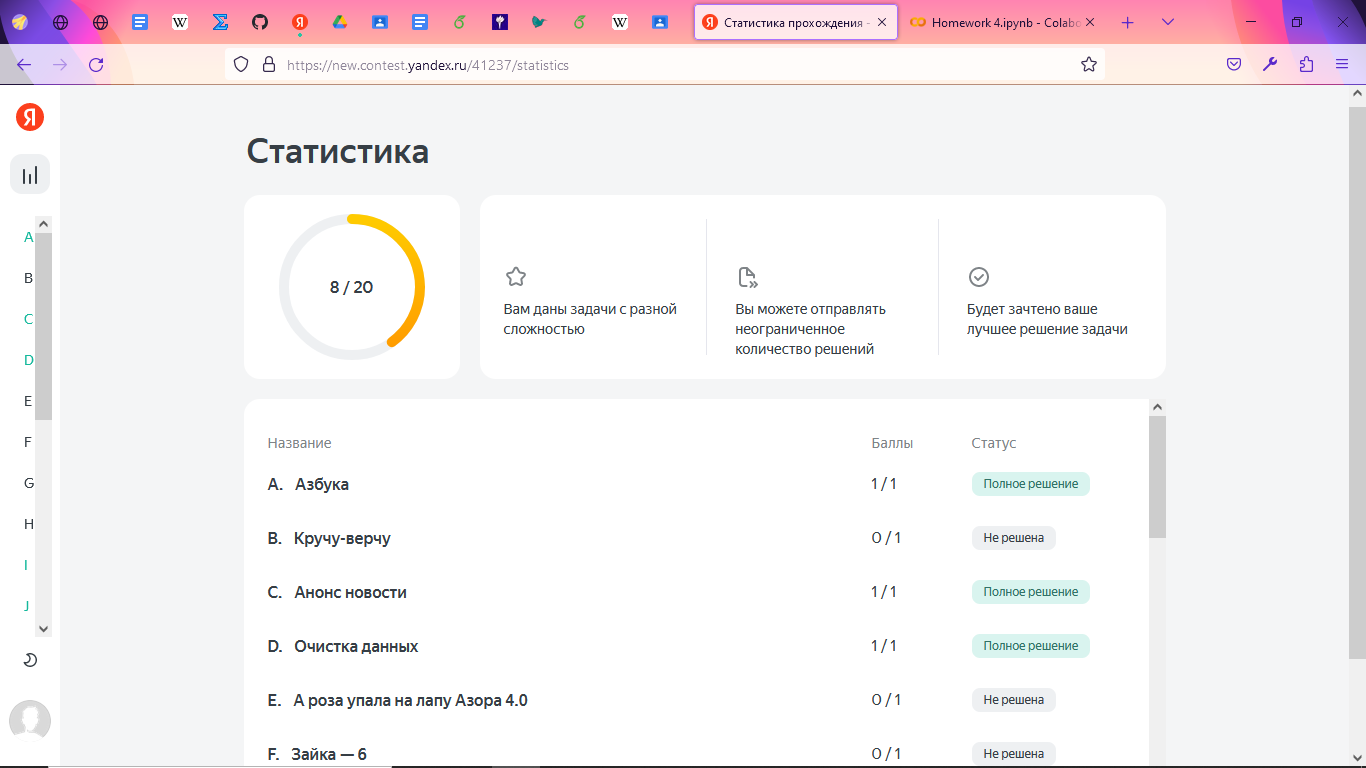 Статистика прохождения -
Homework 4.ipynb - Colabo
https://new.contest.yandex.ru/41237/statistics
Я
A
B
C
D
E
F
G
H
I
J
Статистика
8 / 20
Вам даны задачи с разной
сложностью
Вы можете отправлять
неограниченное
количество решений
Будет зачтено ваше
лучшее решение задачи
Название Баллы Статус
A. Азбука 1 / 1 Полное решение
B. Кручу-верчу 0 / 1 Не решена
C. Анонс новости 1 / 1 Полное решение
D. Очистка данных 1 / 1 Полное решение
E. А роза упала на лапу Азора 4.0 0 / 1 Не решена
F. Зайка — 6 0 / 1 Не решена